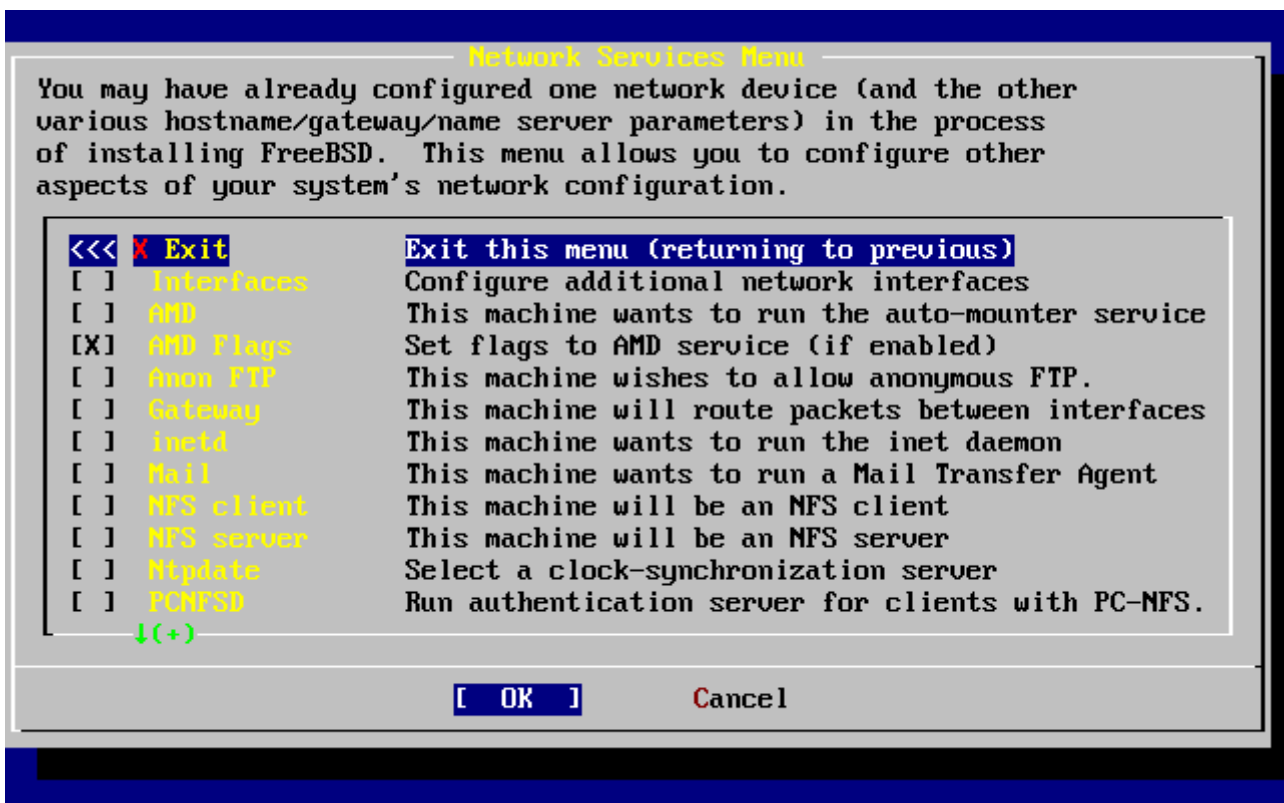 Network Services Menu
You may have already configured one network device (and the other
various hostname/gateway/name server parameters) in the process
of installing FreeBSD.  This menu allows you to configure other
aspects of your system's network configuration.
<<< X Exit Exit this menu (returning to previous)
[ ] Interfaces Configure additional network interfaces
[ ] AMD This machine wants to run the auto-mounter service
[X] AMD Flags Set flags to AMD service (if enabled)
[ ] Anon FTP This machine wishes to allow anonymous FTP.
[ ] Gateway This machine will route packets between interfaces
[ ] inetd This machine wants to run the inet daemon
[ ] Mail This machine wants to run a Mail Transfer Agent
[ ] NFS client This machine will be an NFS client
[ ] NFS server This machine will be an NFS server
[ ] Ntpdate Select a clock-synchronization server
[ ] PCNFSD Run authentication server for clients with PC-NFS.
↓(+)
[ OK ] Cancel